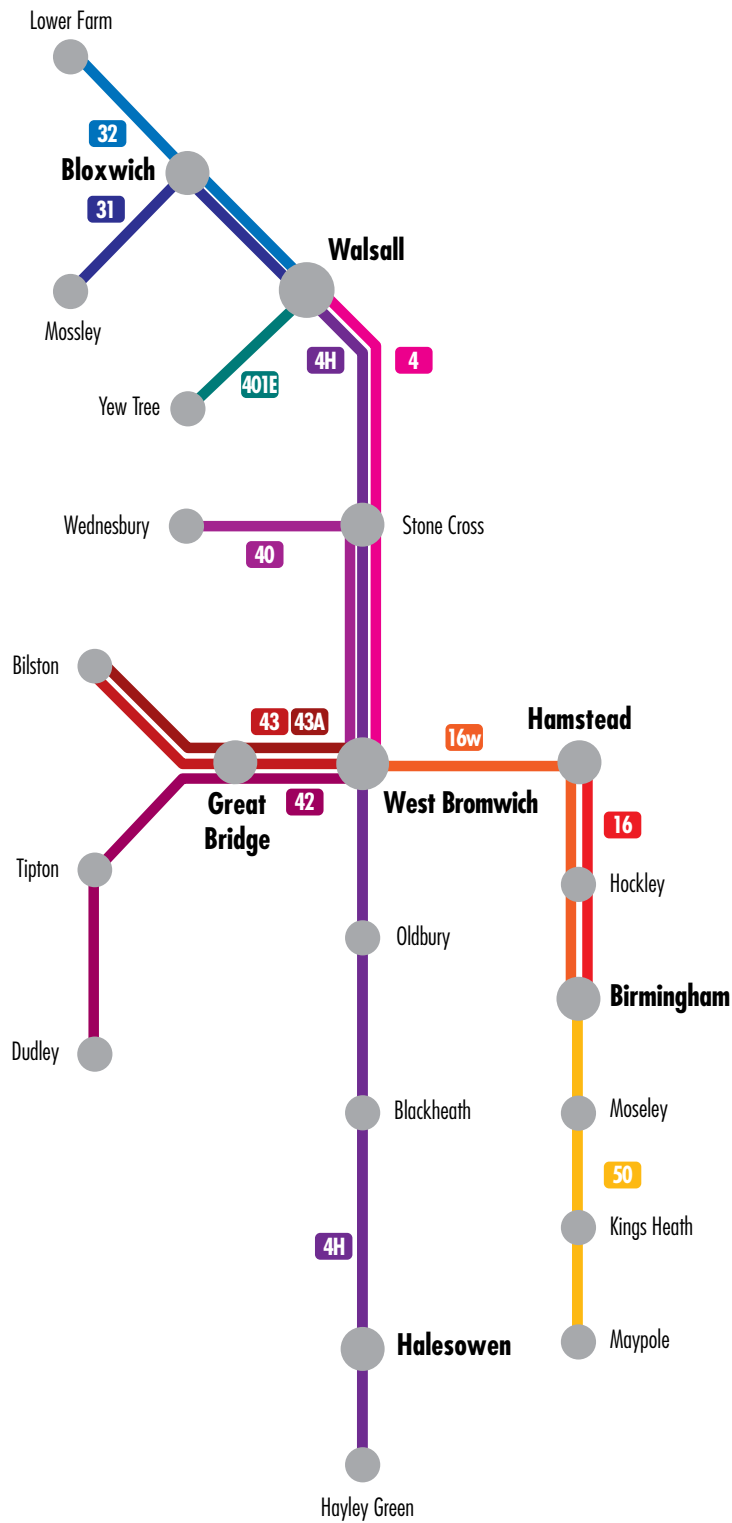 Lower Farm
32
Bloxwich
31
Walsall
Mossley
4H
4
401E
Yew Tree
Wednesbury
Stone Cross
40
Bilston
43
43A
16w
Hamstead
Great
Bridge
42
West Bromwich
16
Tipton
Hockley
Oldbury
Birmingham
Dudley
Blackheath
Moseley
50
Kings Heath
4H
Halesowen
Maypole
Hayley Green